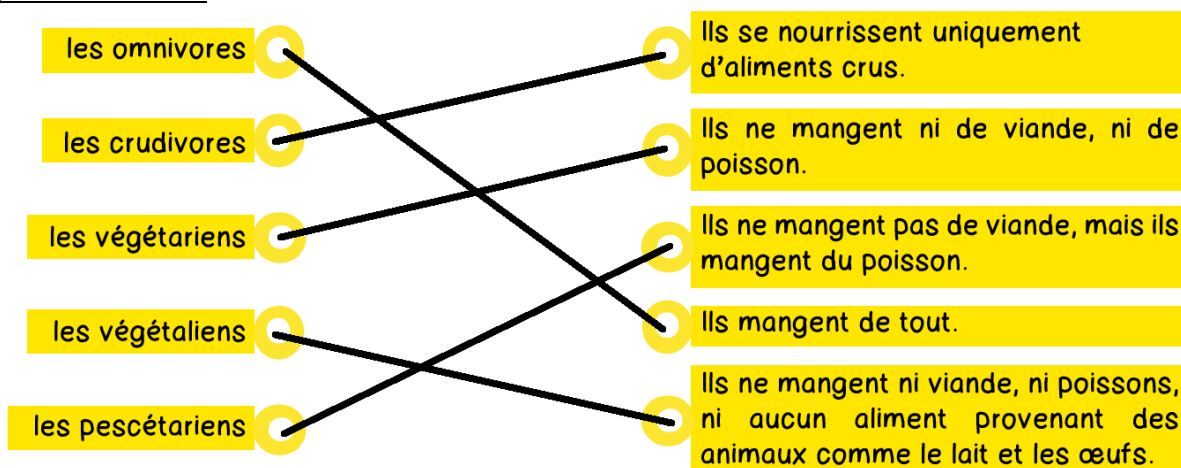 les omnivores
les crudivores
les végétariens
les végétaliens
les pescétariens
Ils se nourrissent uniquement
d'aliments crus.
Ils ne mangent ni de viande, ni de
poisson.
Ils ne mangent pas de viande, mais ils
mangent du poisson.
Ils mangent de tout.
Ils ne mangent ni viande, ni poissons,
ni aucun aliment provenant des
animaux comme le lait et les œufs.